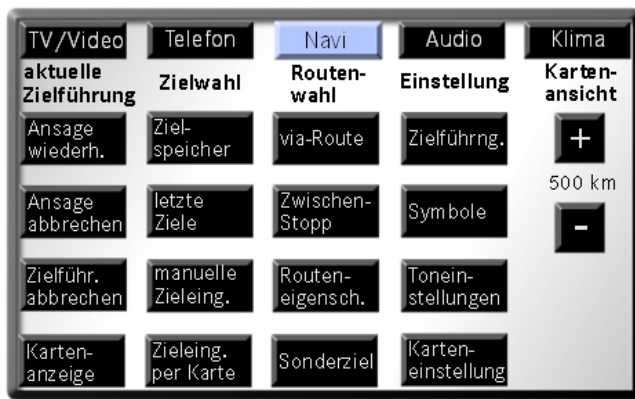 TV/Video Telefon Navi Audio Klima
aktuelle
Zielführung
Zielwahl
Routen-
wahl
Einstellung
Karten-
ansicht
Ansage
wiederh.
Ziel-
speicher
via-Route
Zielführng.
+
500 km
-
Ansage
abbrechen
letzte
Ziele
Zwischen-
Stopp
Symbole
Zielführ.
abbrechen
manuelle
Zieleing.
Routen-
eigensch.
Tonein-
stellungen
Karten-
anzeige
Zieleing.
per Karte
Sonderziel
Karten-
einstellung